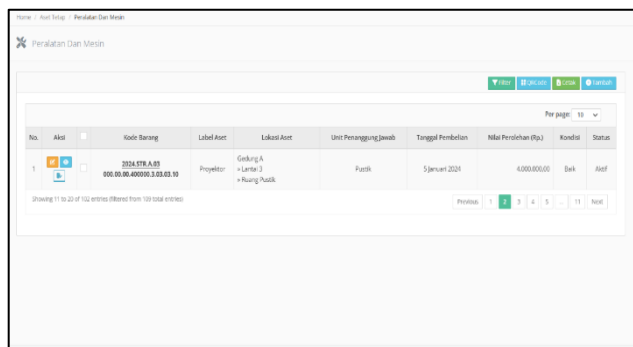 Home / Aset Tetap / Peralatan Dan Mesin
Peralatan Dan Mesin
Filter QRCode Cetak Tambah
Per page: 10
No. Aksi Kode Barang Label Aset Lokasi Aset Unit Penanggung Jawab Tanggal Pembelian Nilai Perolehan (Rp.) Kondisi Status
1 2024.STR.A.03 Proyektor Gedung A Pustik 5 Januari 2024 4.000.000,00 Baik Aktif
000.00.00.400000.3.03.03.10 » Lantai 3
» Ruang Pustik
Showing 11 to 20 of 102 entries (filtered from 109 total entries)
Previous 1 2 3 4 5 ... 11 Next